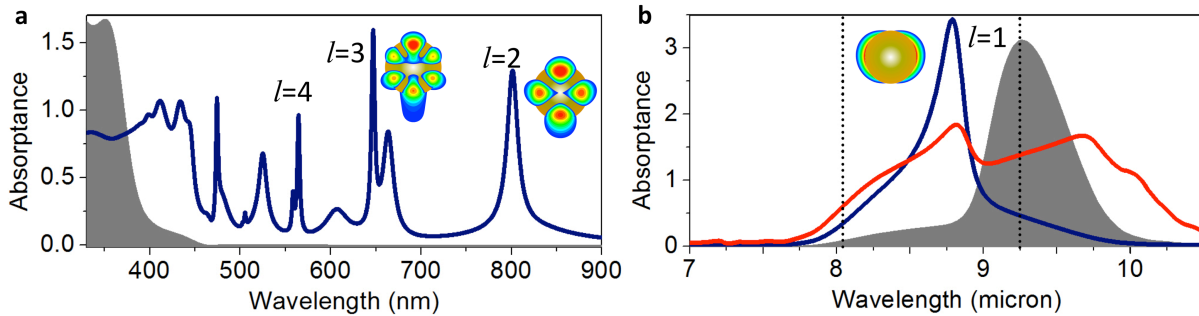 a
Absorptance
1.5
1.0
0.5
0.0
l=4
l=3
l=2
400 500 600 700 800 900
Wavelength (nm)
b
Absorptance
3
2
1
0
l=1
7 8 9 10
Wavelength (micron)